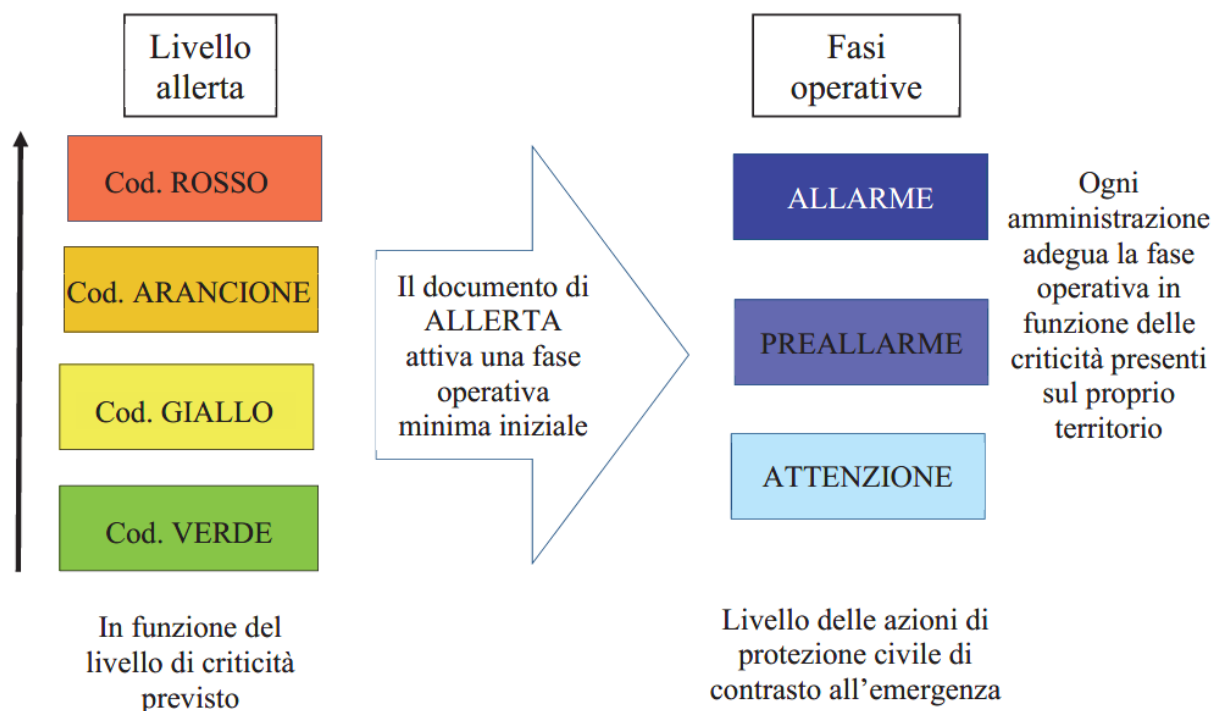 Livello
allerta
Cod. ROSSO
Cod. ARANCIONE
Cod. GIALLO
Cod. VERDE
In funzione del
livello di criticità
previsto
Il documento di
ALLERTA
attiva una fase
operativa
minima iniziale
Fasi
operative
ALLARME
PREALLARME
ATTENZIONE
Livello delle azioni di
protezione civile di
contrasto all’emergenza
Ogni
amministrazione
adegua la fase
operativa in
funzione delle
criticità presenti
sul proprio
territorio